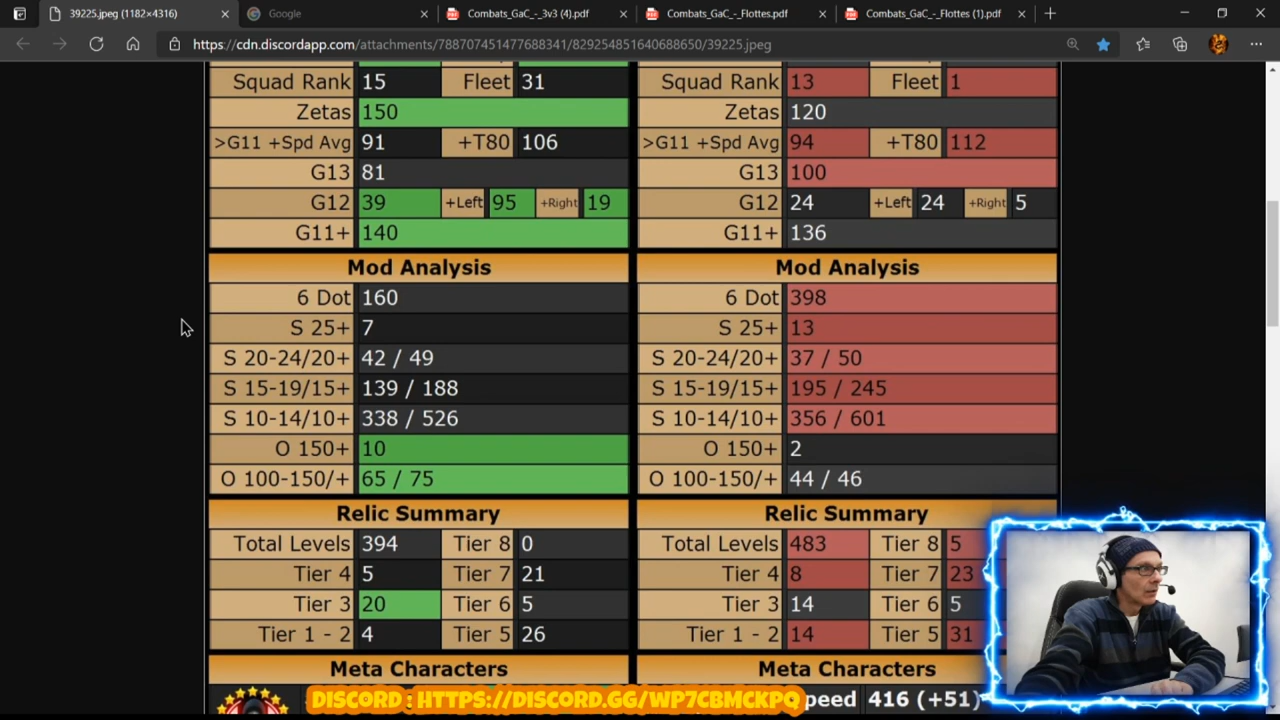 39225.jpeg (1182×4316)
Google
Combats_GaC_-_3v3 (4).pdf
Combats_GaC_-_Flottes.pdf
Combats_GaC_-_Flottes (1).pdf
https://cdn.discordapp.com/attachments/788707451477688341/829254851640688650/39225.jpeg
Squad Rank 15 Fleet 31 Squad Rank 13 Fleet 1
Zetas 150 Zetas 120
>G11 +Spd Avg 91 +T80 106 >G11 +Spd Avg 94 +T80 112
G13 81 G13 100
G12 39 +Left 95 +Right 19 G12 24 +Left 24 +Right 5
G11+ 140 G11+ 136
Mod Analysis Mod Analysis
6 Dot 160 6 Dot 398
S 25+ 7 S 25+ 13
S 20-24/20+ 42 / 49 S 20-24/20+ 37 / 50
S 15-19/15+ 139 / 188 S 15-19/15+ 195 / 245
S 10-14/10+ 338 / 526 S 10-14/10+ 356 / 601
O 150+ 10 O 150+ 2
O 100-150/+ 65 / 75 O 100-150/+ 44 / 46
Relic Summary Relic Summary
Total Levels 394 Tier 8 0 Total Levels 483 Tier 8 5
Tier 4 5 Tier 7 21 Tier 4 8 Tier 7 23
Tier 3 20 Tier 6 5 Tier 3 14 Tier 6 5
Tier 1 - 2 4 Tier 5 26 Tier 1 - 2 14 Tier 5 31
Meta Characters Meta Characters
DISCORD : HTTPS://DISCORD.GG/WP7CBMCKPQ
peed 416 (+51)